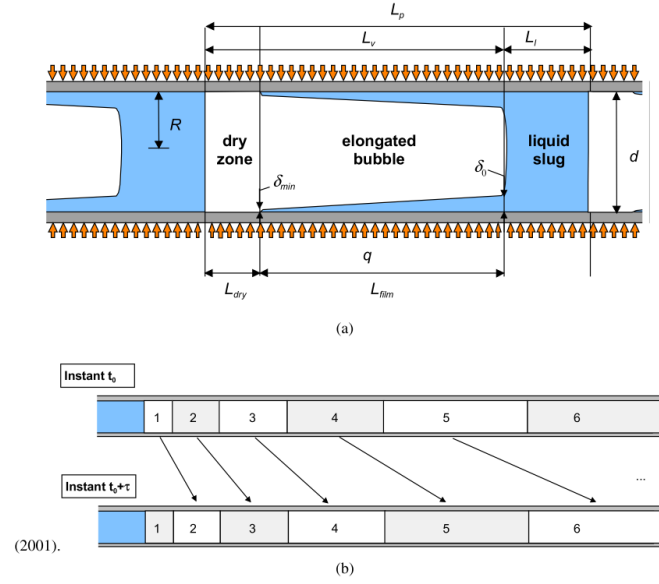 L_p
L_v L_l
R dry zone elongated bubble liquid slug d
δ_min δ_0
q
L_dry L_film
(a)
Instant t_0
1 2 3 4 5 6
...
Instant t_0+τ
1 2 3 4 5 6
(2001).
(b)